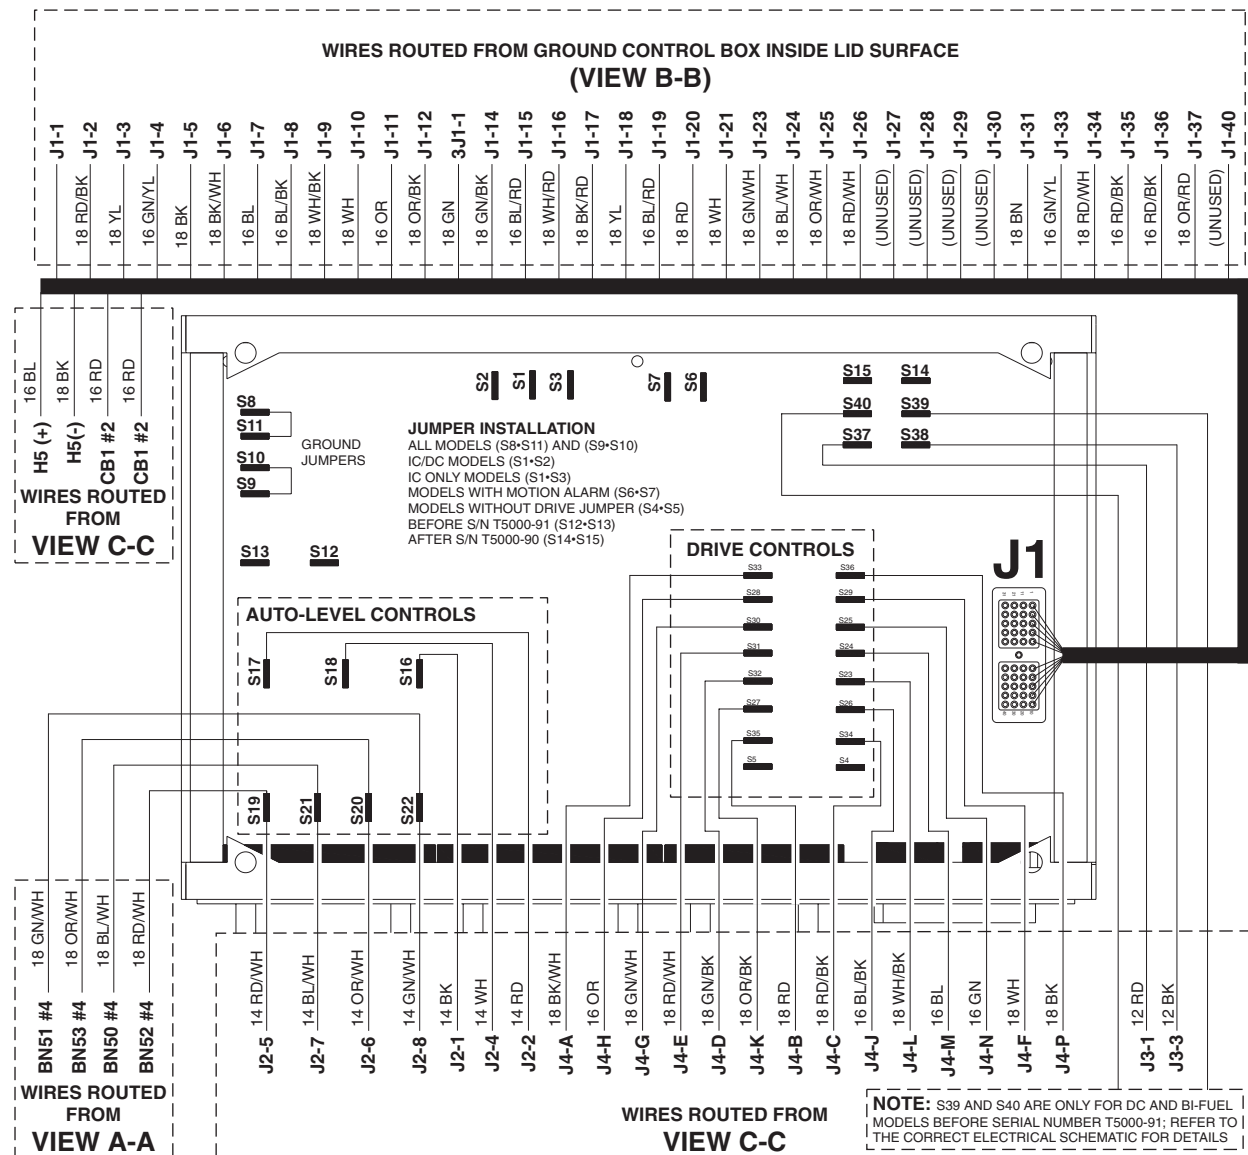 WIRES ROUTED FROM GROUND CONTROL BOX INSIDE LID SURFACE
(VIEW B-B)
J1-1
J1-2
J1-3
J1-4
J1-5
J1-6
J1-7
J1-8
J1-9
J1-10
J1-11
J1-12
3J1-1
J1-14
J1-15
J1-16
J1-17
J1-18
J1-19
J1-20
J1-21
J1-23
J1-24
J1-25
J1-26
J1-27
J1-28
J1-29
J1-30
J1-31
J1-33
J1-34
J1-35
J1-36
J1-37
J1-40
18 RD/BK
18 YL
16 GN/YL
18 BK
18 BK/WH
16 BL
16 BL/BK
18 WH/BK
18 WH
16 OR
18 OR/BK
18 GN
18 GN/BK
16 BL/RD
18 WH/RD
18 BK/RD
18 YL
16 BL/RD
18 RD
18 WH
18 GN/WH
18 BL/WH
18 OR/WH
18 RD/WH
(UNUSED)
(UNUSED)
(UNUSED)
(UNUSED)
18 BN
16 GN/YL
18 RD/WH
16 RD/BK
16 RD/BK
18 OR/RD
(UNUSED)
16 BL
18 BK
16 RD
16 RD
H5 (+)
H5(-)
CB1 #2
CB1 #2
WIRES ROUTED
FROM
VIEW C-C
S8
S11
S10
S9
GROUND
JUMPERS
S13
S12
S2
S1
S3
S7
S6
S15
S14
S40
S39
S37
S38
JUMPER INSTALLATION
ALL MODELS (S8•S11) AND (S9•S10)
IC/DC MODELS (S1•S2)
IC ONLY MODELS (S1•S3)
MODELS WITH MOTION ALARM (S6•S7)
MODELS WITHOUT DRIVE JUMPER (S4•S5)
BEFORE S/N T5000-91 (S12•S13)
AFTER S/N T5000-90 (S14•S15)
DRIVE CONTROLS
S33
S36
S28
S29
S30
S25
S31
S24
S32
S23
S27
S26
S35
S34
S5
S4
J1
AUTO-LEVEL CONTROLS
S17
S18
S16
S19
S21
S20
S22
18 GN/WH
18 OR/WH
18 BL/WH
18 RD/WH
BN51 #4
BN53 #4
BN50 #4
BN52 #4
WIRES ROUTED
FROM
VIEW A-A
14 RD/WH
14 BL/WH
14 OR/WH
14 GN/WH
14 BK
14 WH
14 RD
18 BK/WH
16 OR
18 GN/WH
18 RD/WH
18 GN/BK
18 OR/BK
18 RD
18 RD/BK
16 BL/BK
18 WH/BK
16 BL
16 GN
18 WH
18 BK
12 RD
12 BK
J2-5
J2-7
J2-6
J2-8
J2-1
J2-4
J2-2
J4-A
J4-H
J4-G
J4-E
J4-D
J4-K
J4-B
J4-C
J4-J
J4-L
J4-M
J4-N
J4-F
J4-P
J3-1
J3-3
WIRES ROUTED FROM
VIEW C-C
NOTE: S39 AND S40 ARE ONLY FOR DC AND BI-FUEL
MODELS BEFORE SERIAL NUMBER T5000-91; REFER TO
THE CORRECT ELECTRICAL SCHEMATIC FOR DETAILS